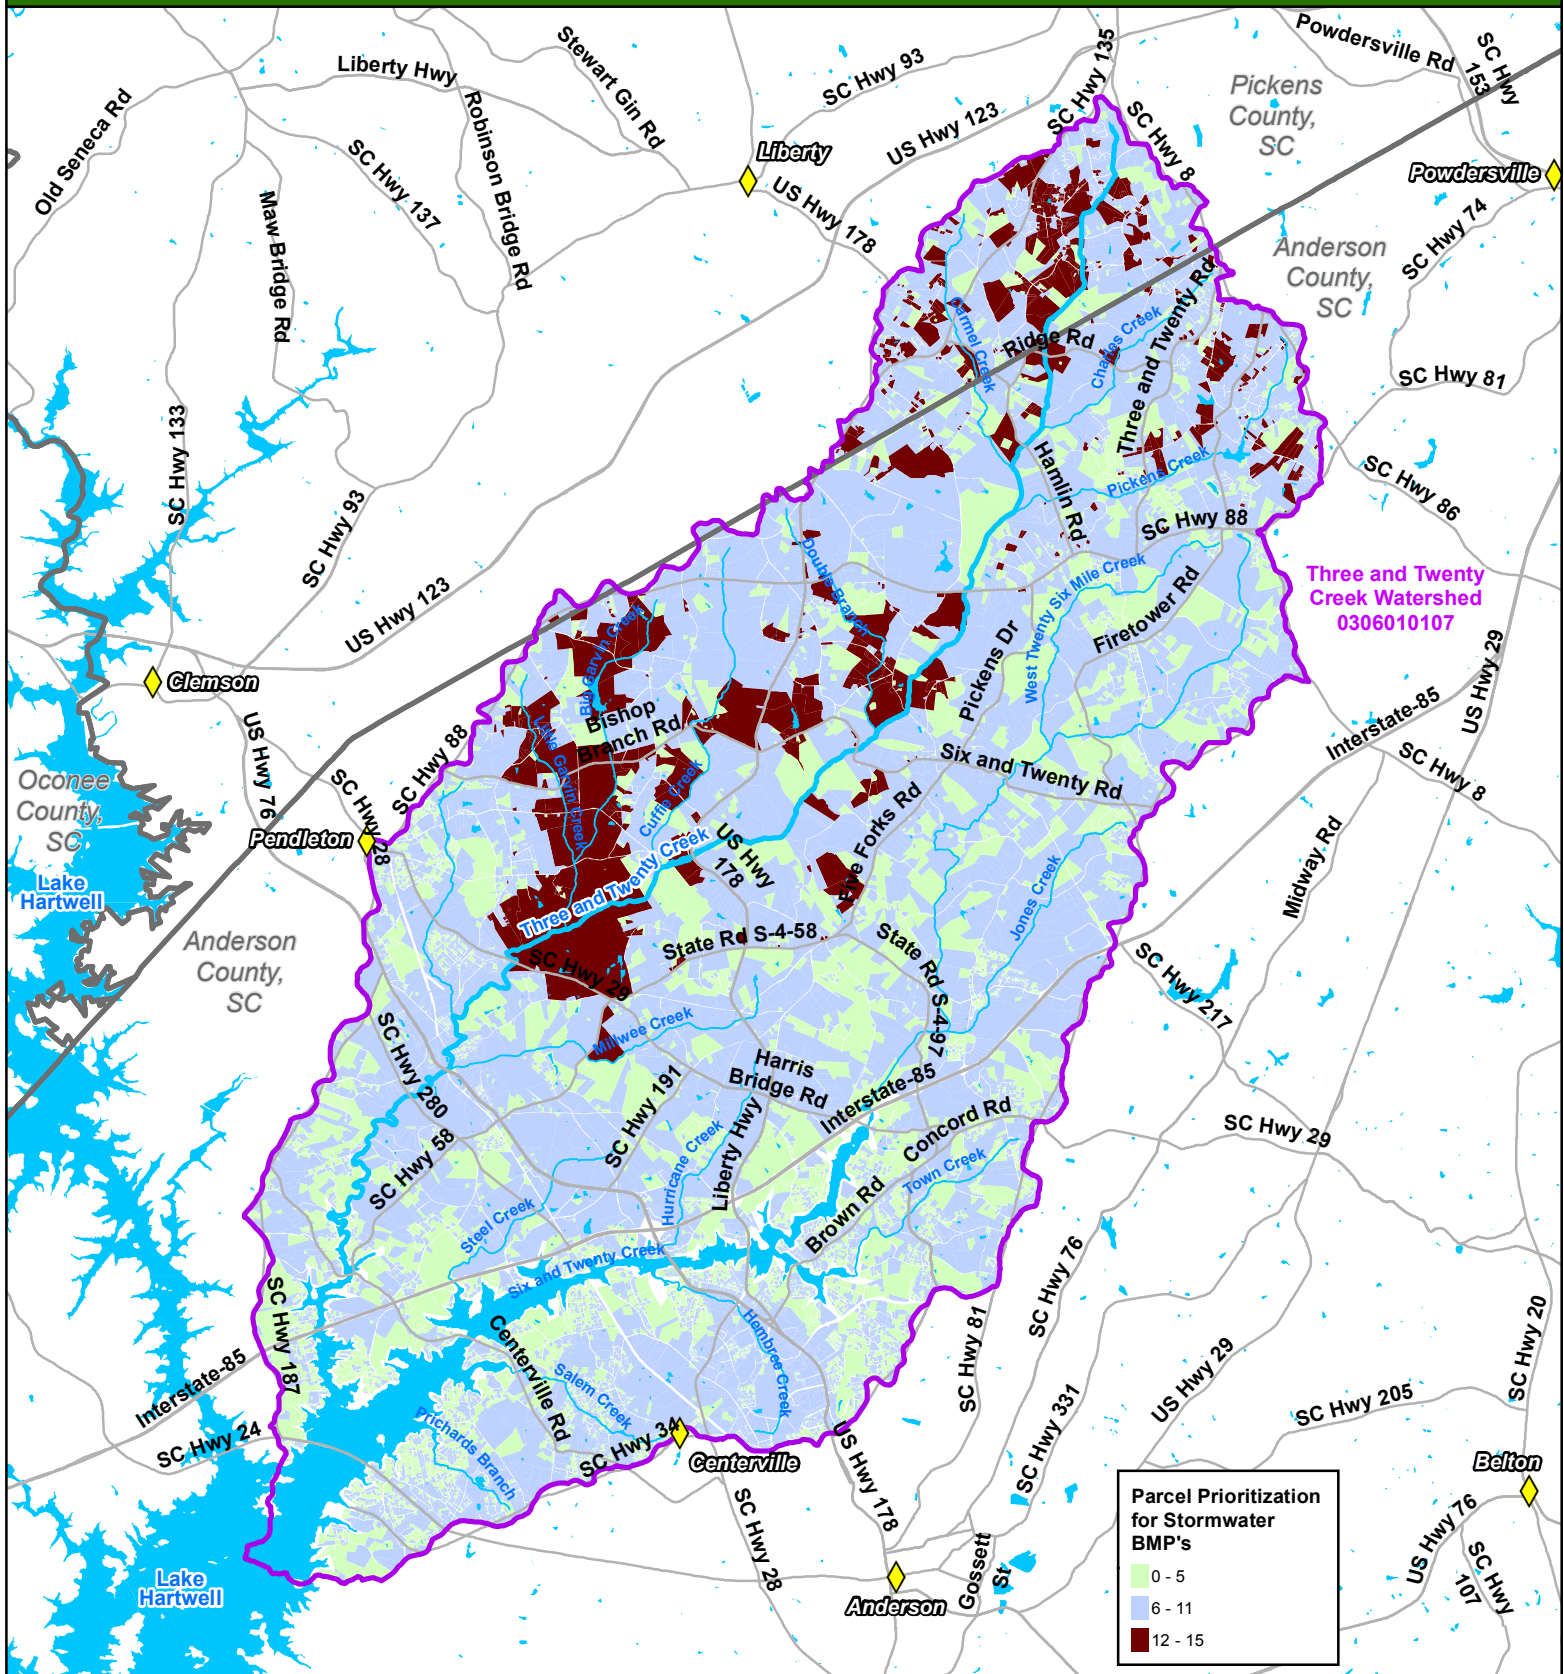 Powdersville Rd
SC Hwy
153
SC Hwy 135
Stewart Gin Rd
Liberty Hwy
SC Hwy 93
Pickens
County,
SC
Old Seneca Rd
Robinson Bridge Rd
US Hwy 123
SC Hwy 8
SC Hwy 137
Liberty
Powdersville
US Hwy 178
SC Hwy 74
Maw Bridge Rd
Anderson
County,
SC
Three and Twenty Rd
Carmel Creek
Ridge Rd
Charles Creek
SC Hwy 81
SC Hwy 133
Hamlin Rd
Pickens Creek
SC Hwy 86
SC Hwy 93
SC Hwy 88
Double Branch
West Twenty Six Mile Creek
Three and Twenty
Creek Watershed
0306010107
US Hwy 123
Firetower Rd
Big Garvin Creek
Pickens Dr
US Hwy 29
Clemson
Bishop
Branch Rd
Interstate-85
US Hwy 76
SC Hwy 88
Little Garvin Creek
Six and Twenty Rd
SC Hwy 8
Oconee
County,
SC
SC Hwy 28
Cuffie Creek
Five Forks Rd
Midway Rd
Pendleton
US Hwy
178
Three and Twenty Creek
Lake
Hartwell
Jones Creek
Anderson
County,
SC
State Rd S-4-58
State Rd S-4-97
SC Hwy 29
SC Hwy 217
Millwee Creek
SC Hwy 280
Harris
Bridge Rd
Interstate-85
SC Hwy 191
Concord Rd
SC Hwy 29
SC Hwy 58
Hurricane Creek
Liberty Hwy
Town Creek
Brown Rd
Steel Creek
Six and Twenty Creek
SC Hwy 76
SC Hwy 187
Centerville Rd
Hembree Creek
SC Hwy 81
SC Hwy 20
Interstate-85
US Hwy 29
Salem Creek
SC Hwy 331
SC Hwy 205
Prichards Branch
SC Hwy 24
SC Hwy 34
Centerville
US Hwy 178
Belton
SC Hwy 28
US Hwy 76
SC Hwy
107
Gossett
St
Lake
Hartwell
Anderson
Parcel Prioritization
for Stormwater
BMP's
0 - 5
6 - 11
12 - 15